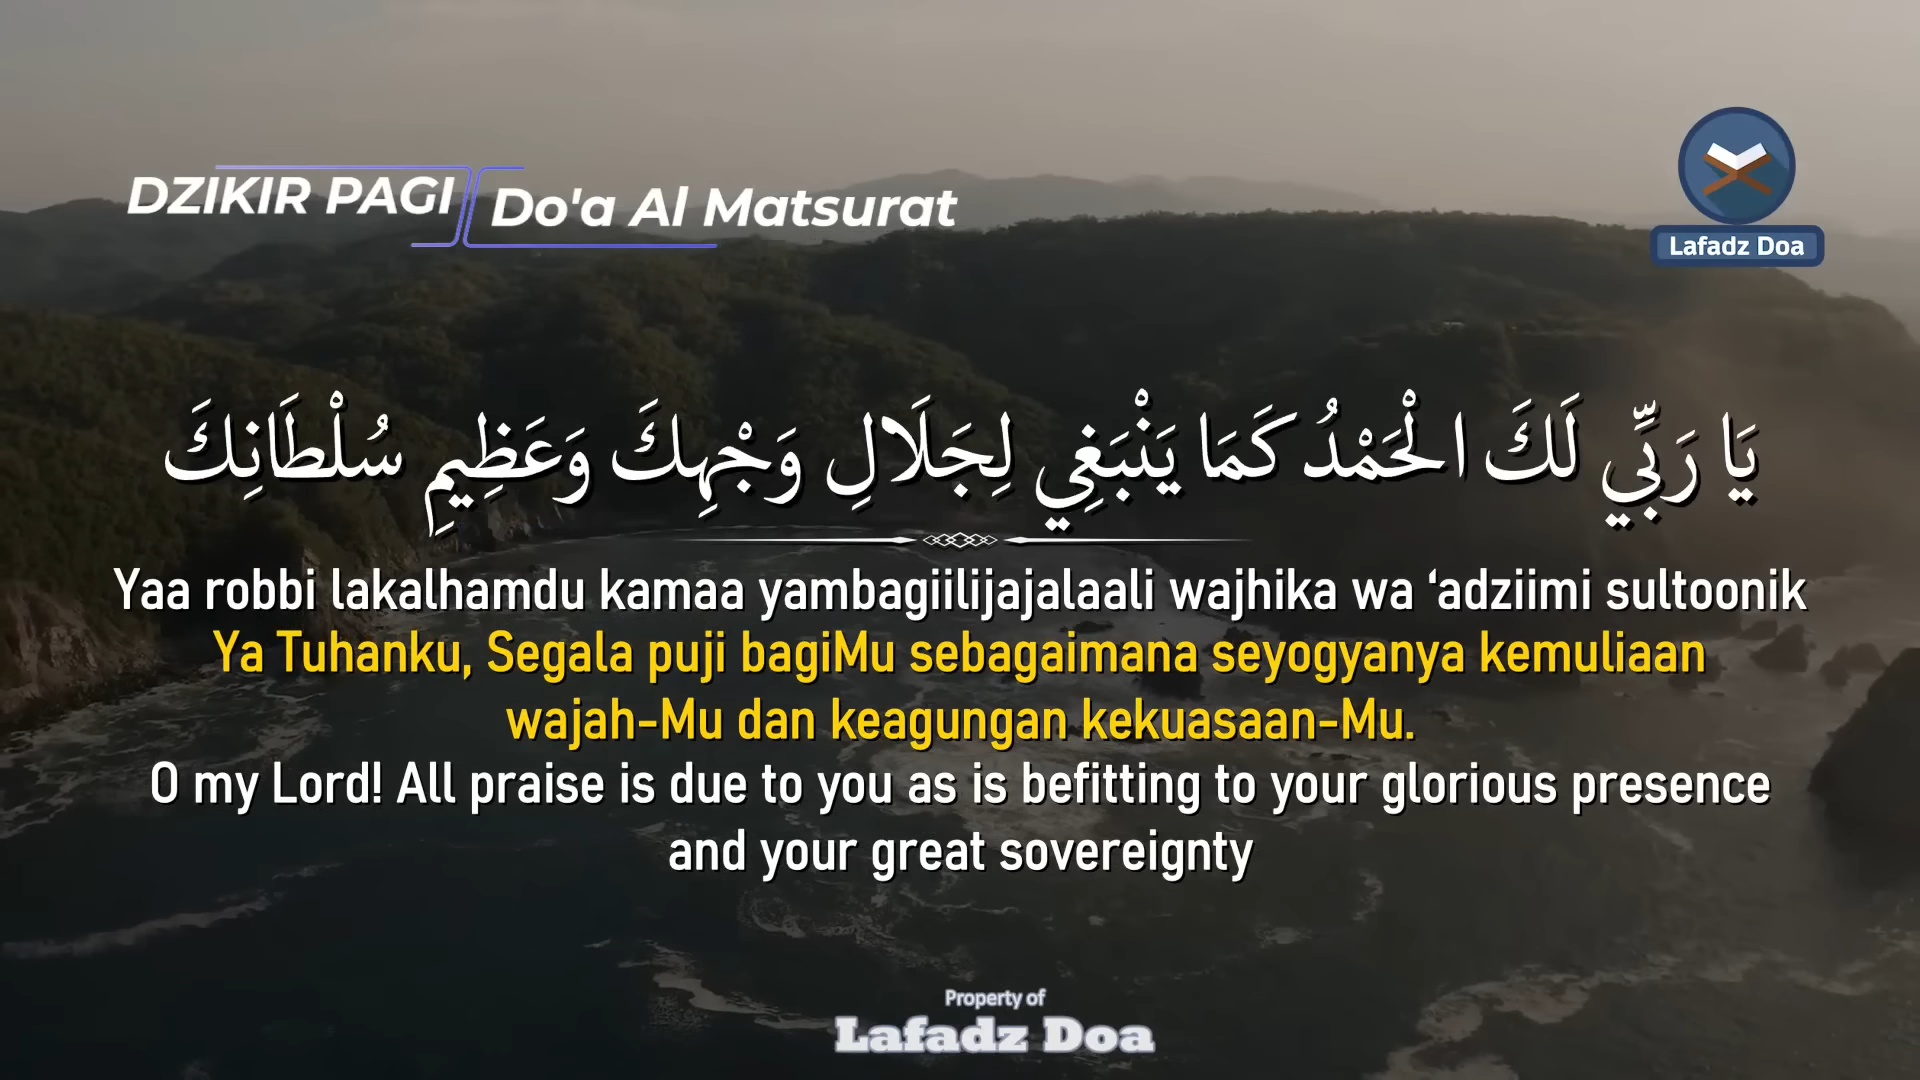 DZIKIR PAGI
Do'a Al Matsurat
Lafadz Doa
يَا رَبِّي لَكَ الْحَمْدُ كَمَا يَنْبَغِي لِجَلَالِ وَجْهِكَ وَعَظِيمِ سُلْطَانِكَ
Yaa robbi lakalhamdu kamaa yambagiilijajalaali wajhika wa ‘adziimi sultoonik
Ya Tuhanku, Segala puji bagiMu sebagaimana seyogyanya kemuliaan
wajah-Mu dan keagungan kekuasaan-Mu.
O my Lord! All praise is due to you as is befitting to your glorious presence
and your great sovereignty
Property of
Lafadz Doa